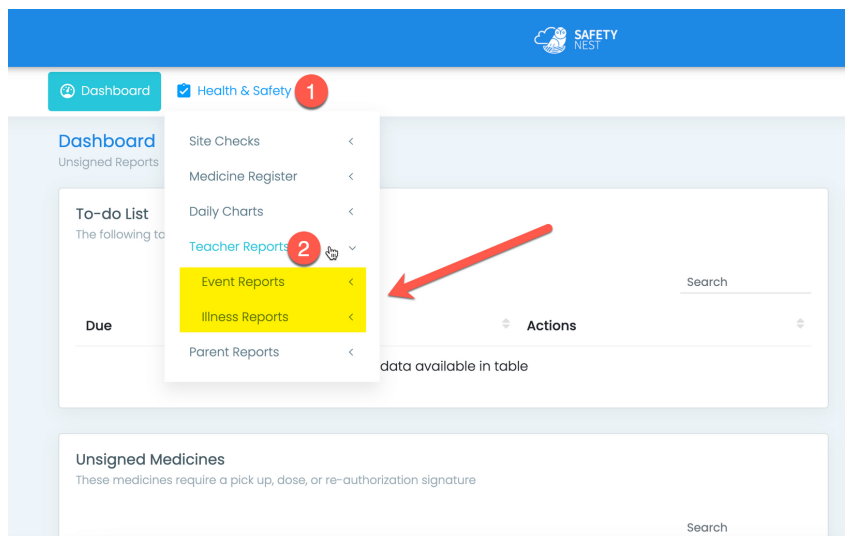 SAFETY
NEST
Dashboard
Health & Safety
1
Dashboard
Unsigned Reports
Site Checks
Medicine Register
Daily Charts
Teacher Reports
2
Event Reports
Illness Reports
Parent Reports
To-do List
The following
Search
Due
Actions
data available in table
Unsigned Medicines
These medicines require a pick up, dose, or re-authorization signature
Search